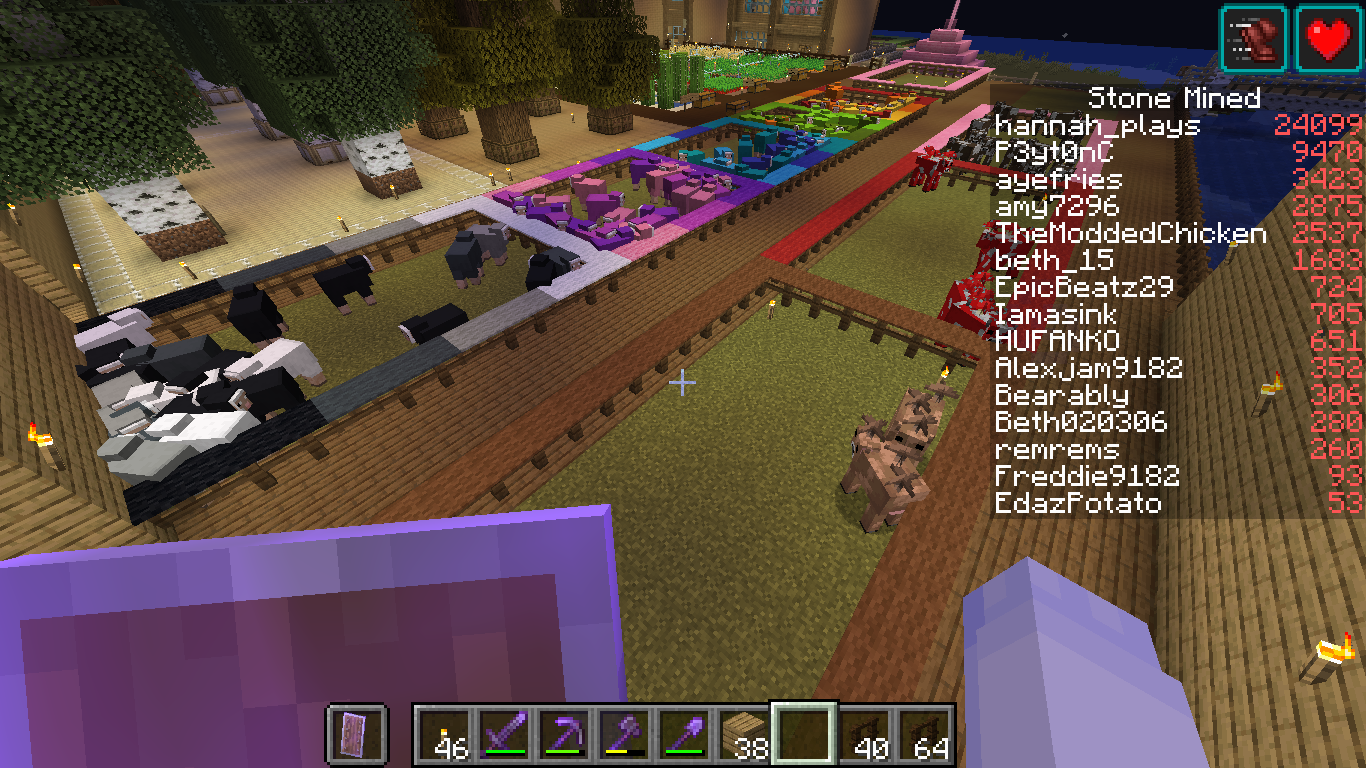 Stone Mined
hannah_plays 24099
P3yt0nC 9470
ayefries 3423
amy7296 2875
TheModdedChicken 2537
beth_15 1683
EpicBeatz29 724
Iamasink 705
HUFANKO 651
Alexjam9182 352
Bearably 306
Beth020306 280
remrems 260
Freddie9182 93
EdazPotato 53
46 38 40 64